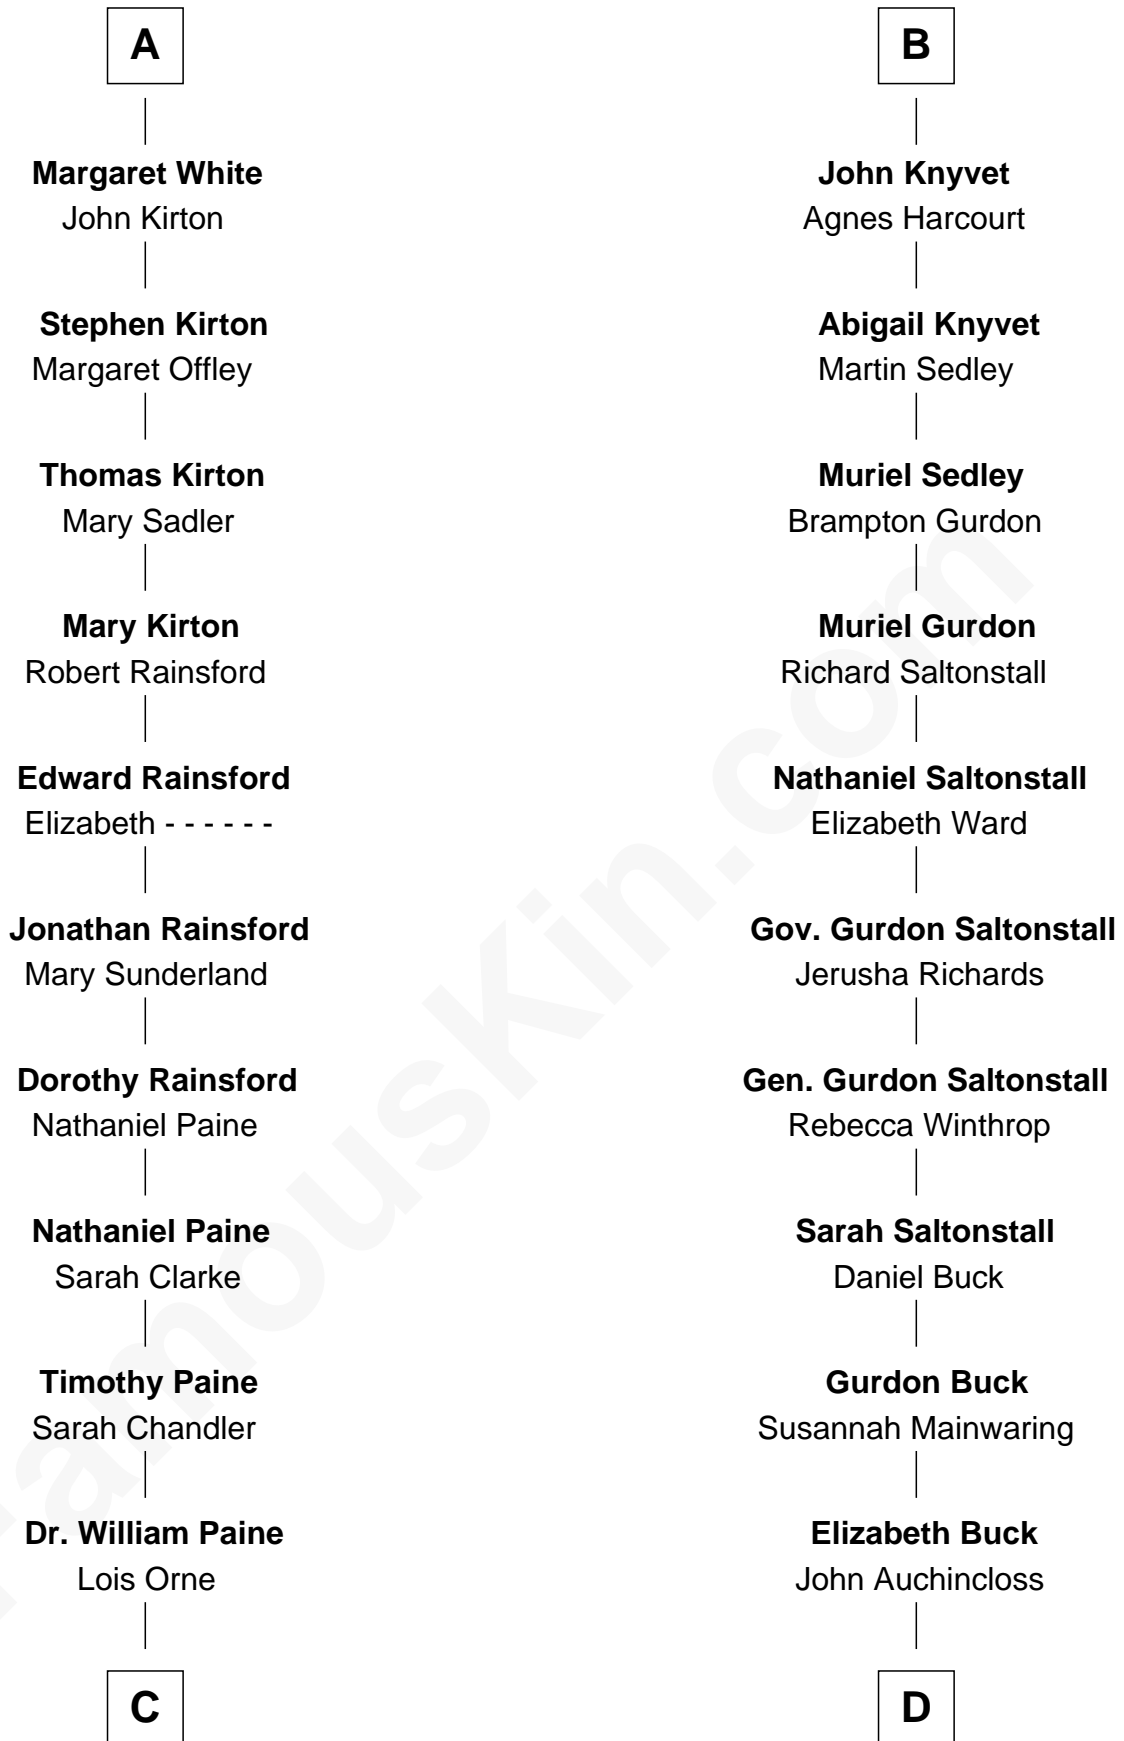 A
Margaret White
John Kirton
Stephen Kirton
Margaret Offley
Thomas Kirton
Mary Sadler
Mary Kirton
Robert Rainsford
Edward Rainsford
Elizabeth - - - - - -
Jonathan Rainsford
Mary Sunderland
Dorothy Rainsford
Nathaniel Paine
Nathaniel Paine
Sarah Clarke
Timothy Paine
Sarah Chandler
Dr. William Paine
Lois Orne
C
B
John Knyvet
Agnes Harcourt
Abigail Knyvet
Martin Sedley
Muriel Sedley
Brampton Gurdon
Muriel Gurdon
Richard Saltonstall
Nathaniel Saltonstall
Elizabeth Ward
Gov. Gurdon Saltonstall
Jerusha Richards
Gen. Gurdon Saltonstall
Rebecca Winthrop
Sarah Saltonstall
Daniel Buck
Gurdon Buck
Susannah Mainwaring
Elizabeth Buck
John Auchincloss
D
FamousKin.com